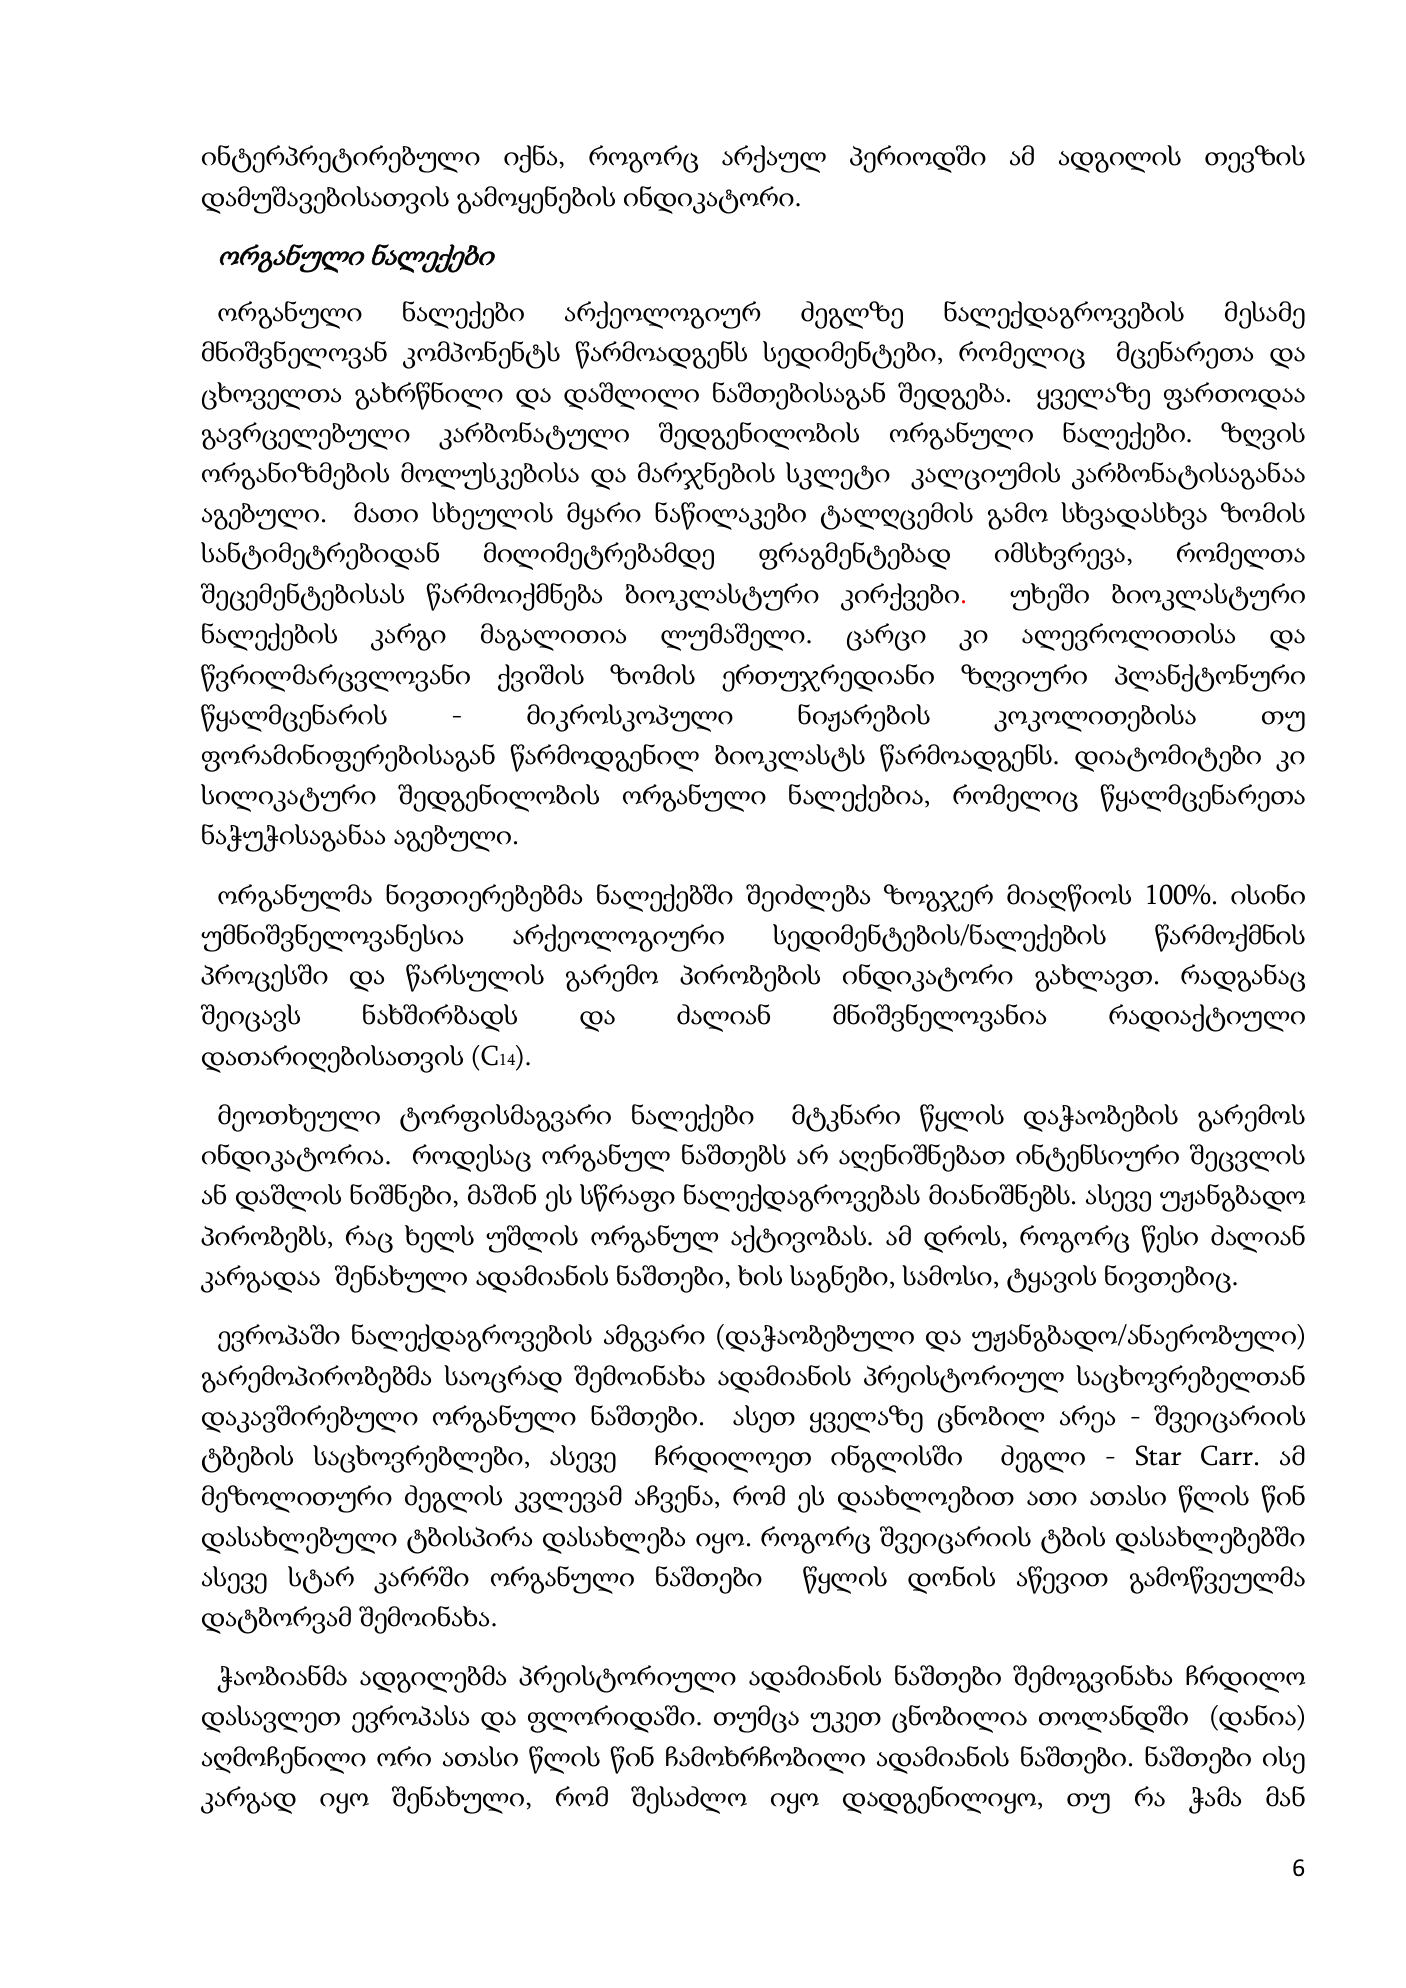 ინტერპრეტირებული იქნა, როგორც არქაულ პერიოდში ამ ადგილის თევზის
დამუშავებისათვის გამოყენების ინდიკატორი.
ორგანული ნალექები
ორგანული ნალექები არქეოლოგიურ ძეგლზე ნალექდაგროვების მესამე
მნიშვნელოვან კომპონენტს წარმოადგენს სედიმენტები, რომელიც მცენარეთა და
ცხოველთა გახრწნილი და დაშლილი ნაშთებისაგან შედგება. ყველაზე ფართოდაა
გავრცელებული კარბონატული შედგენილობის ორგანული ნალექები. ზღვის
ორგანიზმების მოლუსკებისა და მარჯნების სკლეტი კალციუმის კარბონატისაგანაა
აგებული. მათი სხეულის მყარი ნაწილაკები ტალღცემის გამო სხვადასხვა ზომის
სანტიმეტრებიდან მილიმეტრებამდე ფრაგმენტებად იმსხვრევა, რომელთა
შეცემენტებისას წარმოიქმნება ბიოკლასტური კირქვები. უხეში ბიოკლასტური
ნალექების კარგი მაგალითია ლუმაშელი. ცარცი კი ალევროლითისა და
წვრილმარცვლოვანი ქვიშის ზომის ერთუჯრედიანი ზღვიური პლანქტონური
წყალმცენარის - მიკროსკოპული ნიჟარების კოკოლითებისა თუ
ფორამინიფერებისაგან წარმოდგენილ ბიოკლასტს წარმოადგენს. დიატომიტები კი
სილიკატური შედგენილობის ორგანული ნალექებია, რომელიც წყალმცენარეთა
ნაჭუჭისაგანაა აგებული.
ორგანულმა ნივთიერებებმა ნალექებში შეიძლება ზოგჯერ მიაღწიოს 100%. ისინი
უმნიშვნელოვანესია არქეოლოგიური სედიმენტების/ნალექების წარმოქმნის
პროცესში და წარსულის გარემო პირობების ინდიკატორი გახლავთ. რადგანაც
შეიცავს ნახშირბადს და ძალიან მნიშვნელოვანია რადიაქტიული
დათარიღებისათვის (C14).
მეოთხეული ტორფისმაგვარი ნალექები მტკნარი წყლის დაჭაობების გარემოს
ინდიკატორია. როდესაც ორგანულ ნაშთებს არ აღენიშნებათ ინტენსიური შეცვლის
ან დაშლის ნიშნები, მაშინ ეს სწრაფი ნალექდაგროვებას მიანიშნებს. ასევე უჟანგბადო
პირობებს, რაც ხელს უშლის ორგანულ აქტივობას. ამ დროს, როგორც წესი ძალიან
კარგადაა შენახული ადამიანის ნაშთები, ხის საგნები, სამოსი, ტყავის ნივთებიც.
ევროპაში ნალექდაგროვების ამგვარი (დაჭაობებული და უჟანგბადო/ანაერობული)
გარემოპირობებმა საოცრად შემოინახა ადამიანის პრეისტორიულ საცხოვრებელთან
დაკავშირებული ორგანული ნაშთები. ასეთ ყველაზე ცნობილ არეა - შვეიცარიის
ტბების საცხოვრებლები, ასევე ჩრდილოეთ ინგლისში ძეგლი - Star Carr. ამ
მეზოლითური ძეგლის კვლევამ აჩვენა, რომ ეს დაახლოებით ათი ათასი წლის წინ
დასახლებული ტბისპირა დასახლება იყო. როგორც შვეიცარიის ტბის დასახლებებში
ასევე სტარ კარრში ორგანული ნაშთები წყლის დონის აწევით გამოწვეულმა
დატბორვამ შემოინახა.
ჭაობიანმა ადგილებმა პრეისტორიული ადამიანის ნაშთები შემოგვინახა ჩრდილო
დასავლეთ ევროპასა და ფლორიდაში. თუმცა უკეთ ცნობილია თოლანდში (დანია)
აღმოჩენილი ორი ათასი წლის წინ ჩამოხრჩობილი ადამიანის ნაშთები. ნაშთები ისე
კარგად იყო შენახული, რომ შესაძლო იყო დადგენილიყო, თუ რა ჭამა მან
6